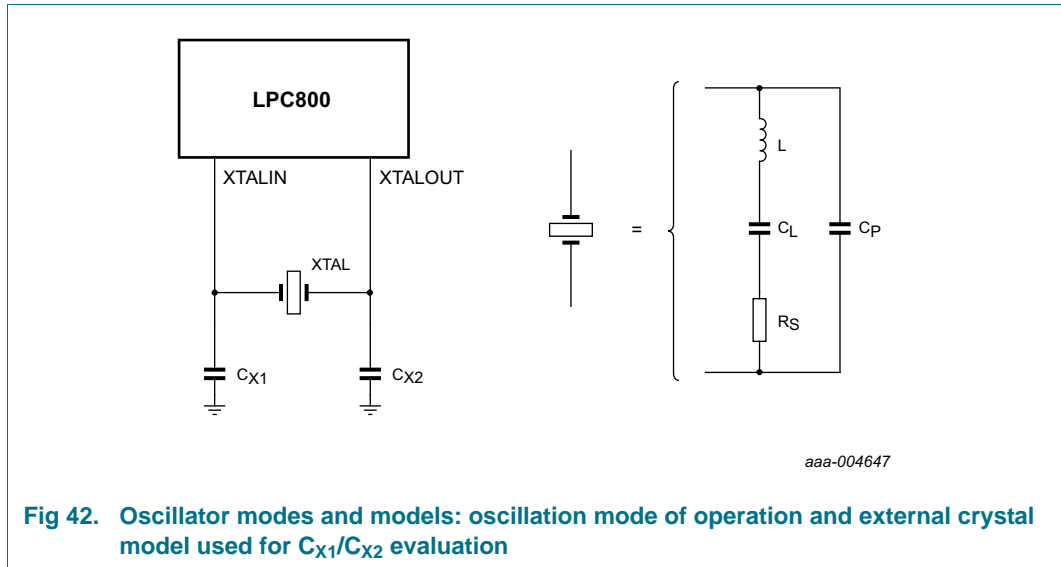 LPC800
XTALIN
XTALOUT
XTAL
CX1
CX2
=
L
CL
CP
RS
aaa-004647
Fig 42. Oscillator modes and models: oscillation mode of operation and external crystal
model used for CX1/CX2 evaluation